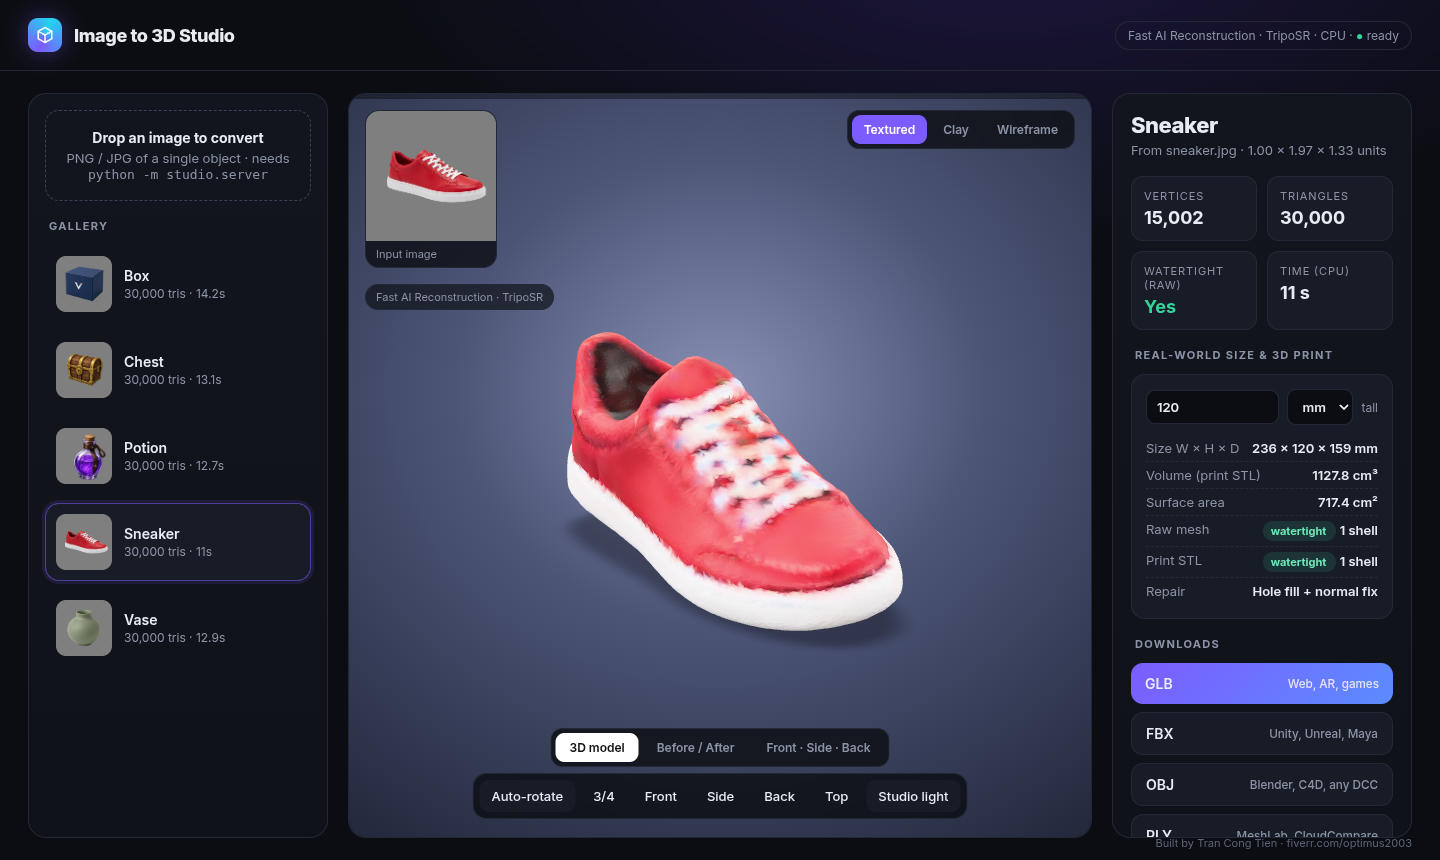 Image to 3D Studio
Fast AI Reconstruction · TripoSR · CPU · ● ready
Drop an image to convert
PNG / JPG of a single object · needs
python -m studio.server
GALLERY
Box
30,000 tris · 14.2s
Chest
30,000 tris · 13.1s
Potion
30,000 tris · 12.7s
Sneaker
30,000 tris · 11s
Vase
30,000 tris · 12.9s
Input image
Fast AI Reconstruction · TripoSR
Textured Clay Wireframe
3D model Before / After Front · Side · Back
Auto-rotate 3/4 Front Side Back Top Studio light
Sneaker
From sneaker.jpg · 1.00 × 1.97 × 1.33 units
VERTICES
15,002
TRIANGLES
30,000
WATERTIGHT
(RAW)
Yes
TIME (CPU)
11 s
REAL-WORLD SIZE & 3D PRINT
120 mm tall
Size W × H × D 236 × 120 × 159 mm
Volume (print STL) 1127.8 cm³
Surface area 717.4 cm²
Raw mesh watertight 1 shell
Print STL watertight 1 shell
Repair Hole fill + normal fix
DOWNLOADS
GLB Web, AR, games
FBX Unity, Unreal, Maya
OBJ Blender, C4D, any DCC
PLY MeshLab, CloudCompare
Built by Tran Cong Tien · fiverr.com/optimus2003